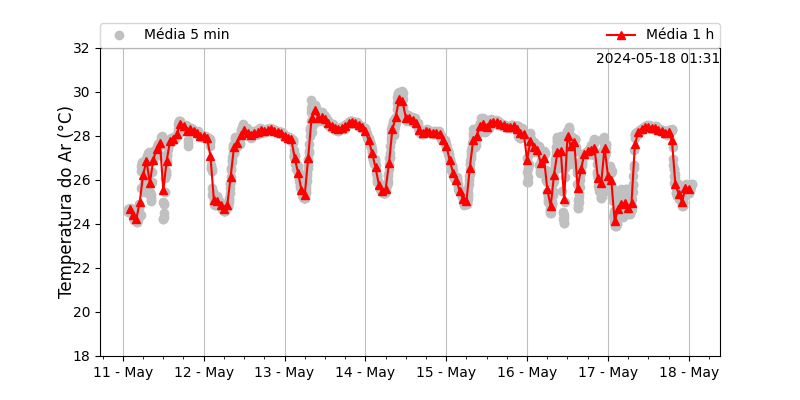 Média 5 min
Média 1 h
2024-05-18 01:31
Temperatura do Ar (°C)
32
30
28
26
24
22
20
18
11 - May
12 - May
13 - May
14 - May
15 - May
16 - May
17 - May
18 - May